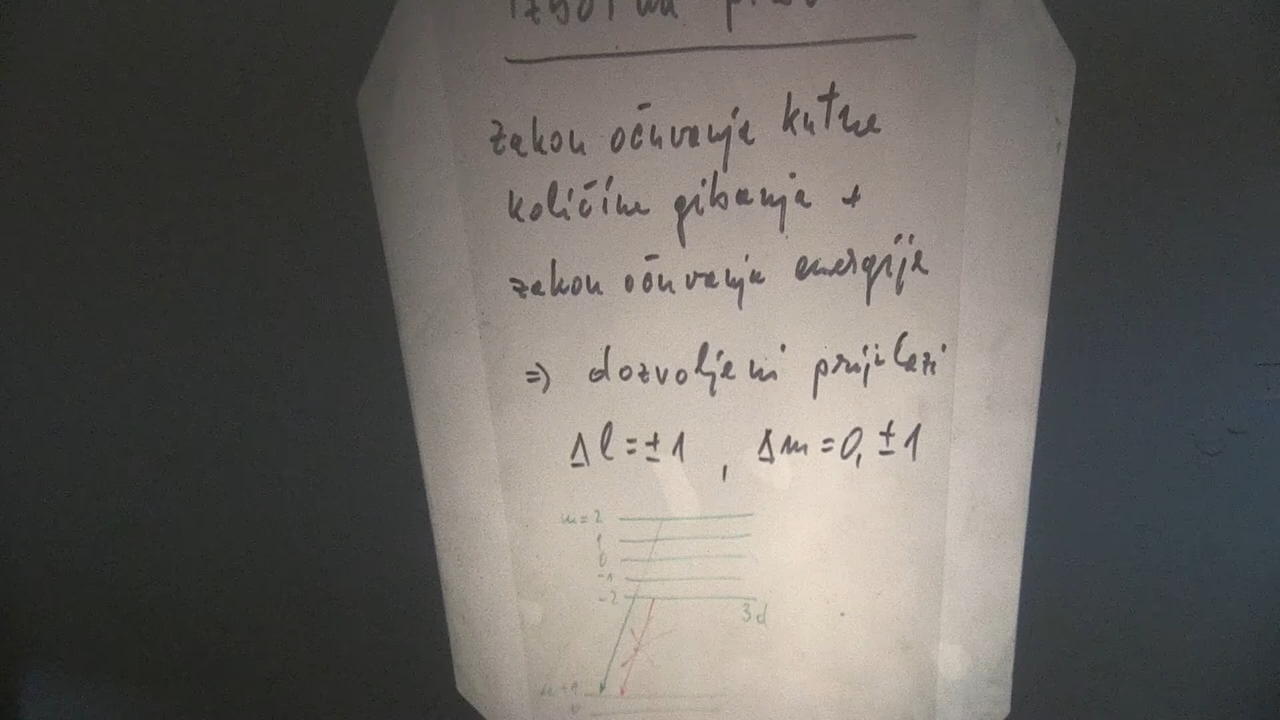 zakon očuvanja kutne
količine gibanja +
zakon očuvanja energije
=> dozvoljeni prijelazi
Δl = ±1 , Δm = 0, ±1
m=2
1
0
-1
-2
3d